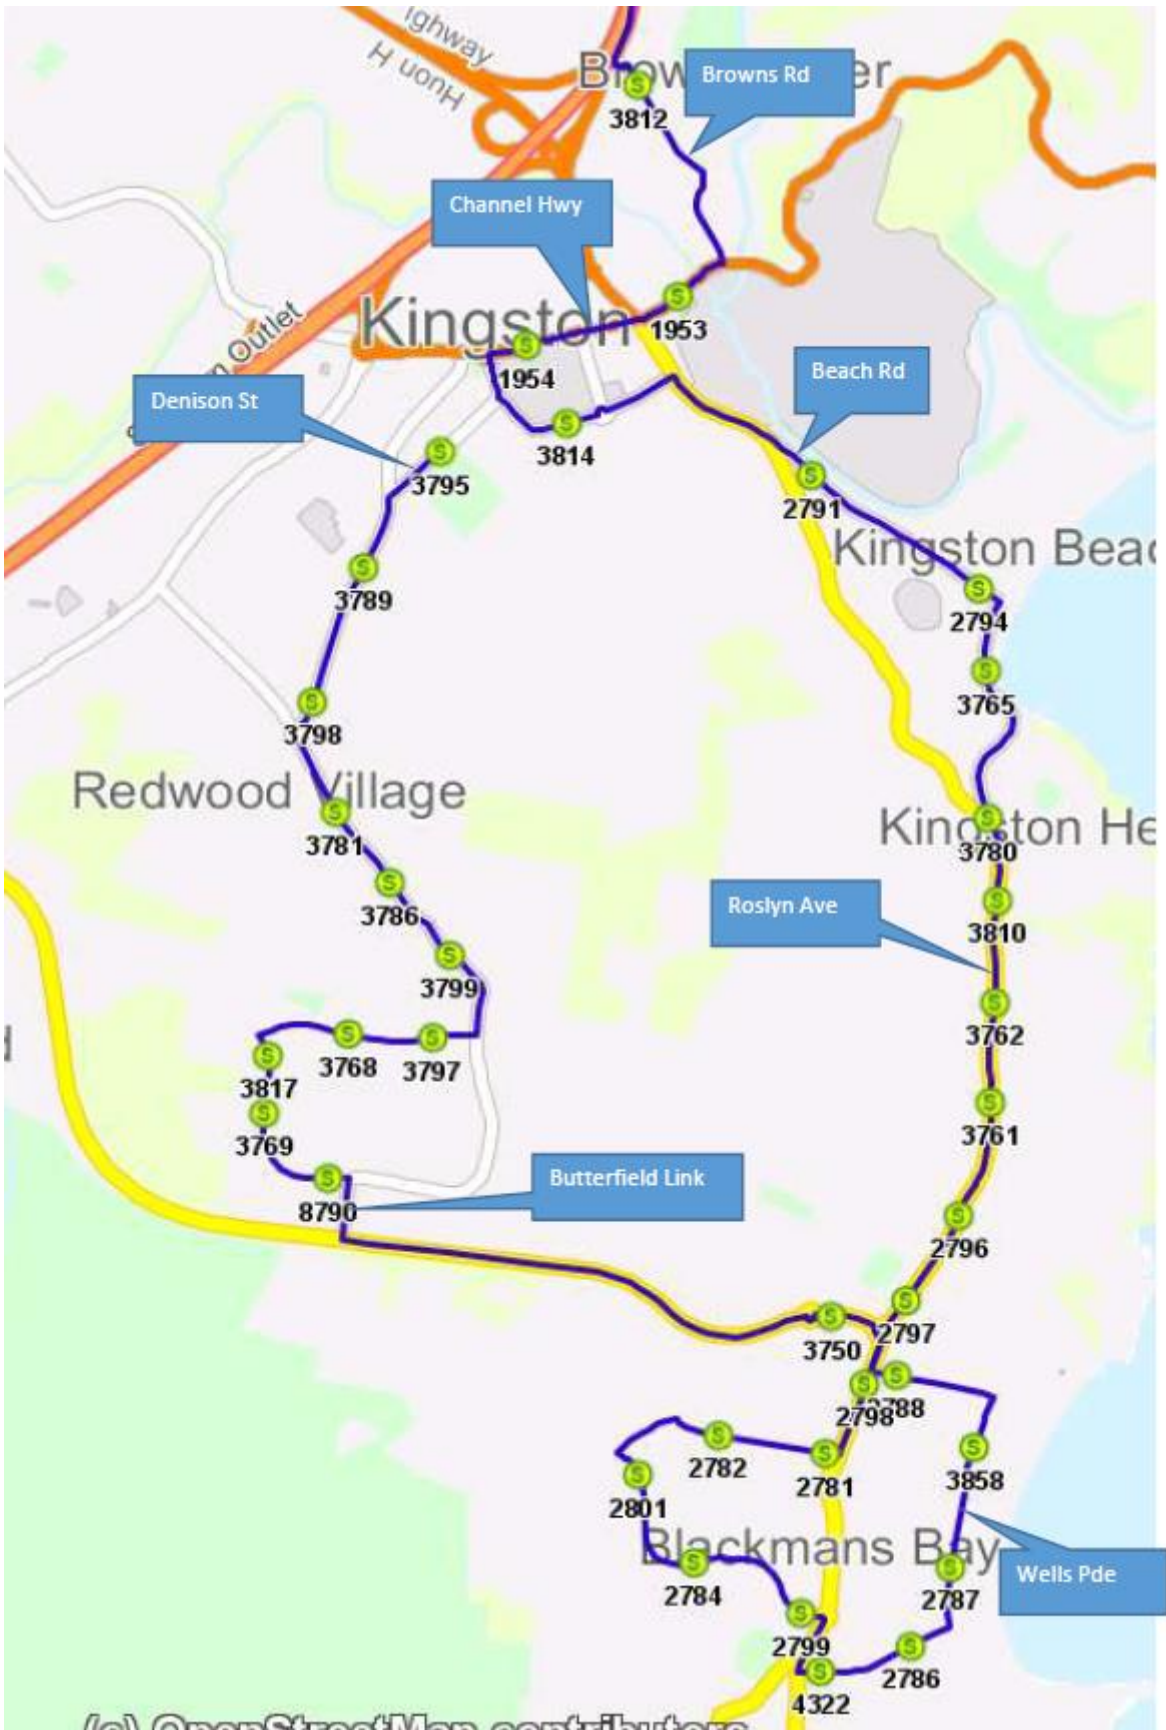 ighway
Huon H
Brow er
Browns Rd
3812
Channel Hwy
Kingston
1953
n Outlet
1954
Beach Rd
Denison St
3814
3795
2791
Kingston Beac
3789
2794
3765
3798
Redwood Village
3781
Kingston He
3780
3786
Roslyn Ave
3810
3799
3762
3768
3797
3817
3761
3769
Butterfield Link
8790
2796
2797
3750
2798
788
2782
2781
3858
2801
Blackmans Bay
Wells Pde
2784
2787
2799
2786
4322
(c) OpenStreetMap contributors